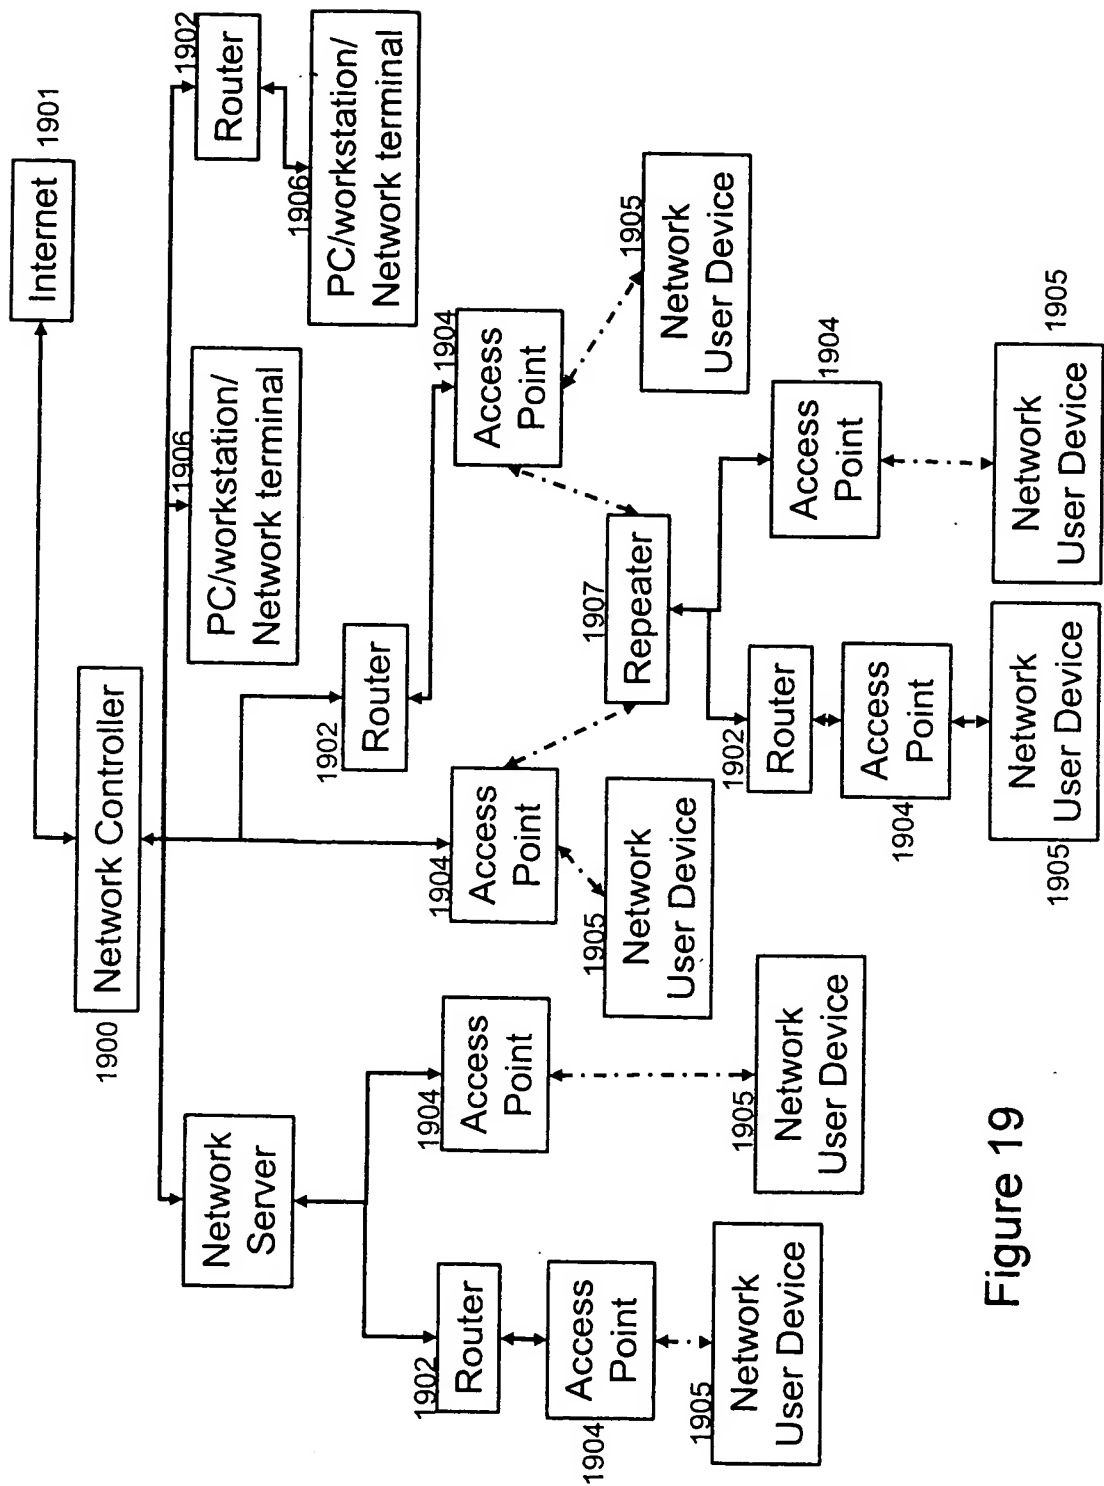 Internet
1901
1900
Network Controller
Network
Server
1906
PC/workstation/
Network terminal
1902
Router
1906
PC/workstation/
Network terminal
1902
Router
1902
Router
1904
Access
Point
1904
Access
Point
1904
Access
Point
1904
Access
Point
1905
Network
User Device
1907
Repeater
1905
Network
User Device
1904
Access
Point
1905
Network
User Device
1905
Network
User Device
1902
Router
1904
Access
Point
1904
Access
Point
1905
Network
User Device
1905
Network
User Device
Figure 19